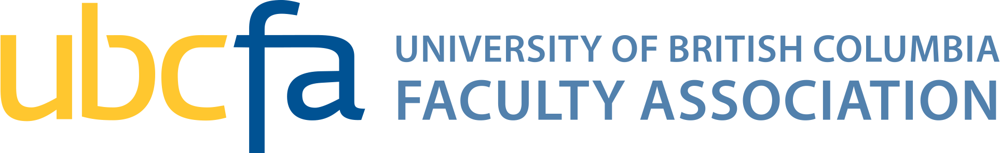 ubcfa
UNIVERSITY OF BRITISH COLUMBIA
FACULTY ASSOCIATION